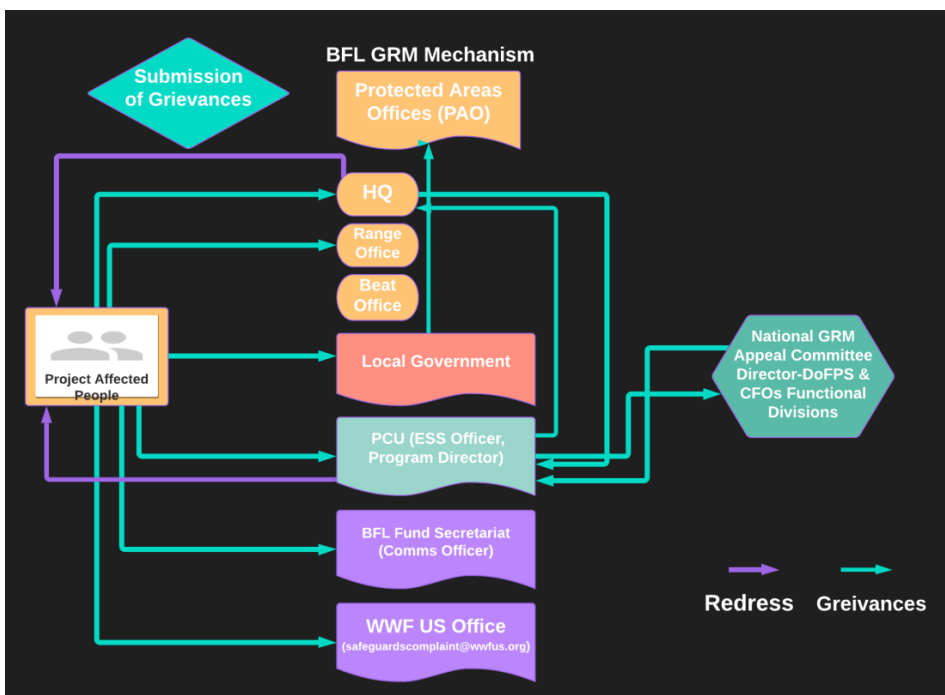 BFL GRM Mechanism
Submission
of Grievances
Protected Areas
Offices (PAO)
HQ
Range
Office
Beat
Office
Project Affected
People
Local Government
National GRM
Appeal Committee
Director-DoFPS &
CFOs Functional
Divisions
PCU (ESS Officer,
Program Director)
BFL Fund Secretariat
(Comms Officer)
Redress
Greivances
WWF US Office
(safeguardscomplaint@wwfus.org)